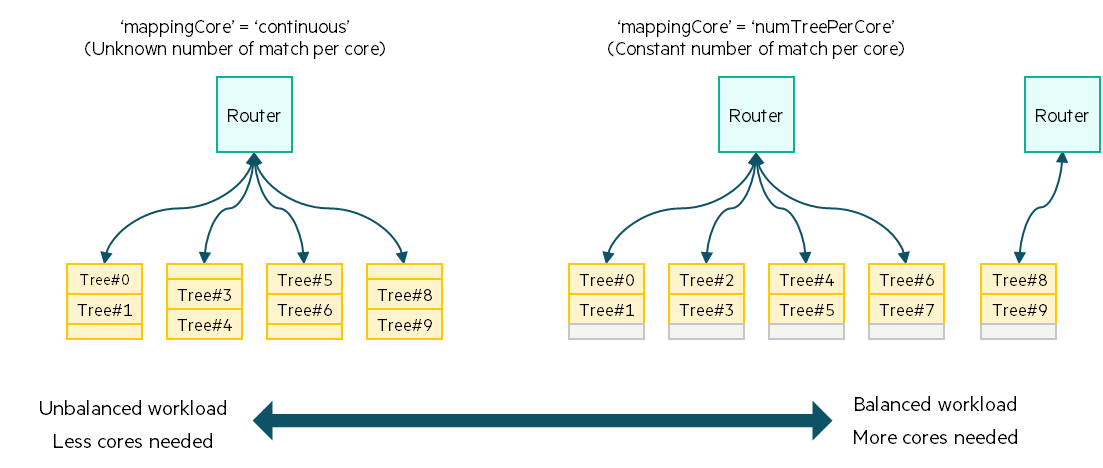 ‘mappingCore’ = ‘continuous’
(Unknown number of match per core)
Router
Tree#0
Tree#1
Tree#3
Tree#4
Tree#5
Tree#6
Tree#8
Tree#9
‘mappingCore’ = ‘numTreePerCore’
(Constant number of match per core)
Router
Router
Tree#0
Tree#1
Tree#2
Tree#3
Tree#4
Tree#5
Tree#6
Tree#7
Tree#8
Tree#9
Unbalanced workload
Less cores needed
Balanced workload
More cores needed